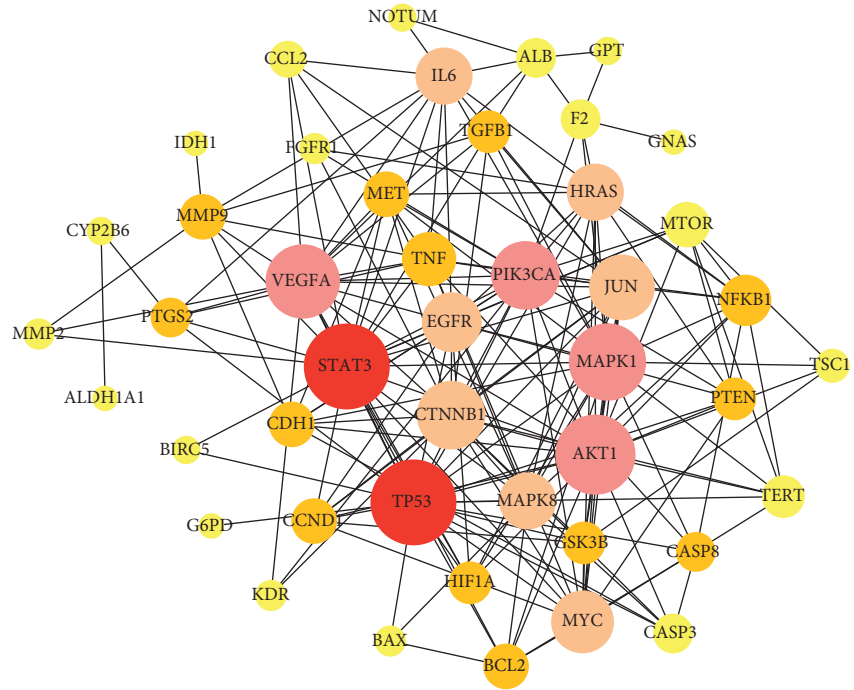 NOTUM
CCL2
IL6
ALB
GPT
IDH1
FGFR1
TGFB1
F2
GNAS
MMP9
MET
HRAS
CYP2B6
MTOR
VEGFA
TNF
PIK3CA
JUN
NFKB1
MMP2
PTGS2
EGFR
STAT3
MAPK1
TSC1
ALDH1A1
CDH1
CTNNB1
PTEN
BIRC5
AKT1
G6PD
CCND1
TP53
MAPK8
TERT
GSK3B
CASP8
KDR
HIF1A
BAX
MYC
CASP3
BCL2